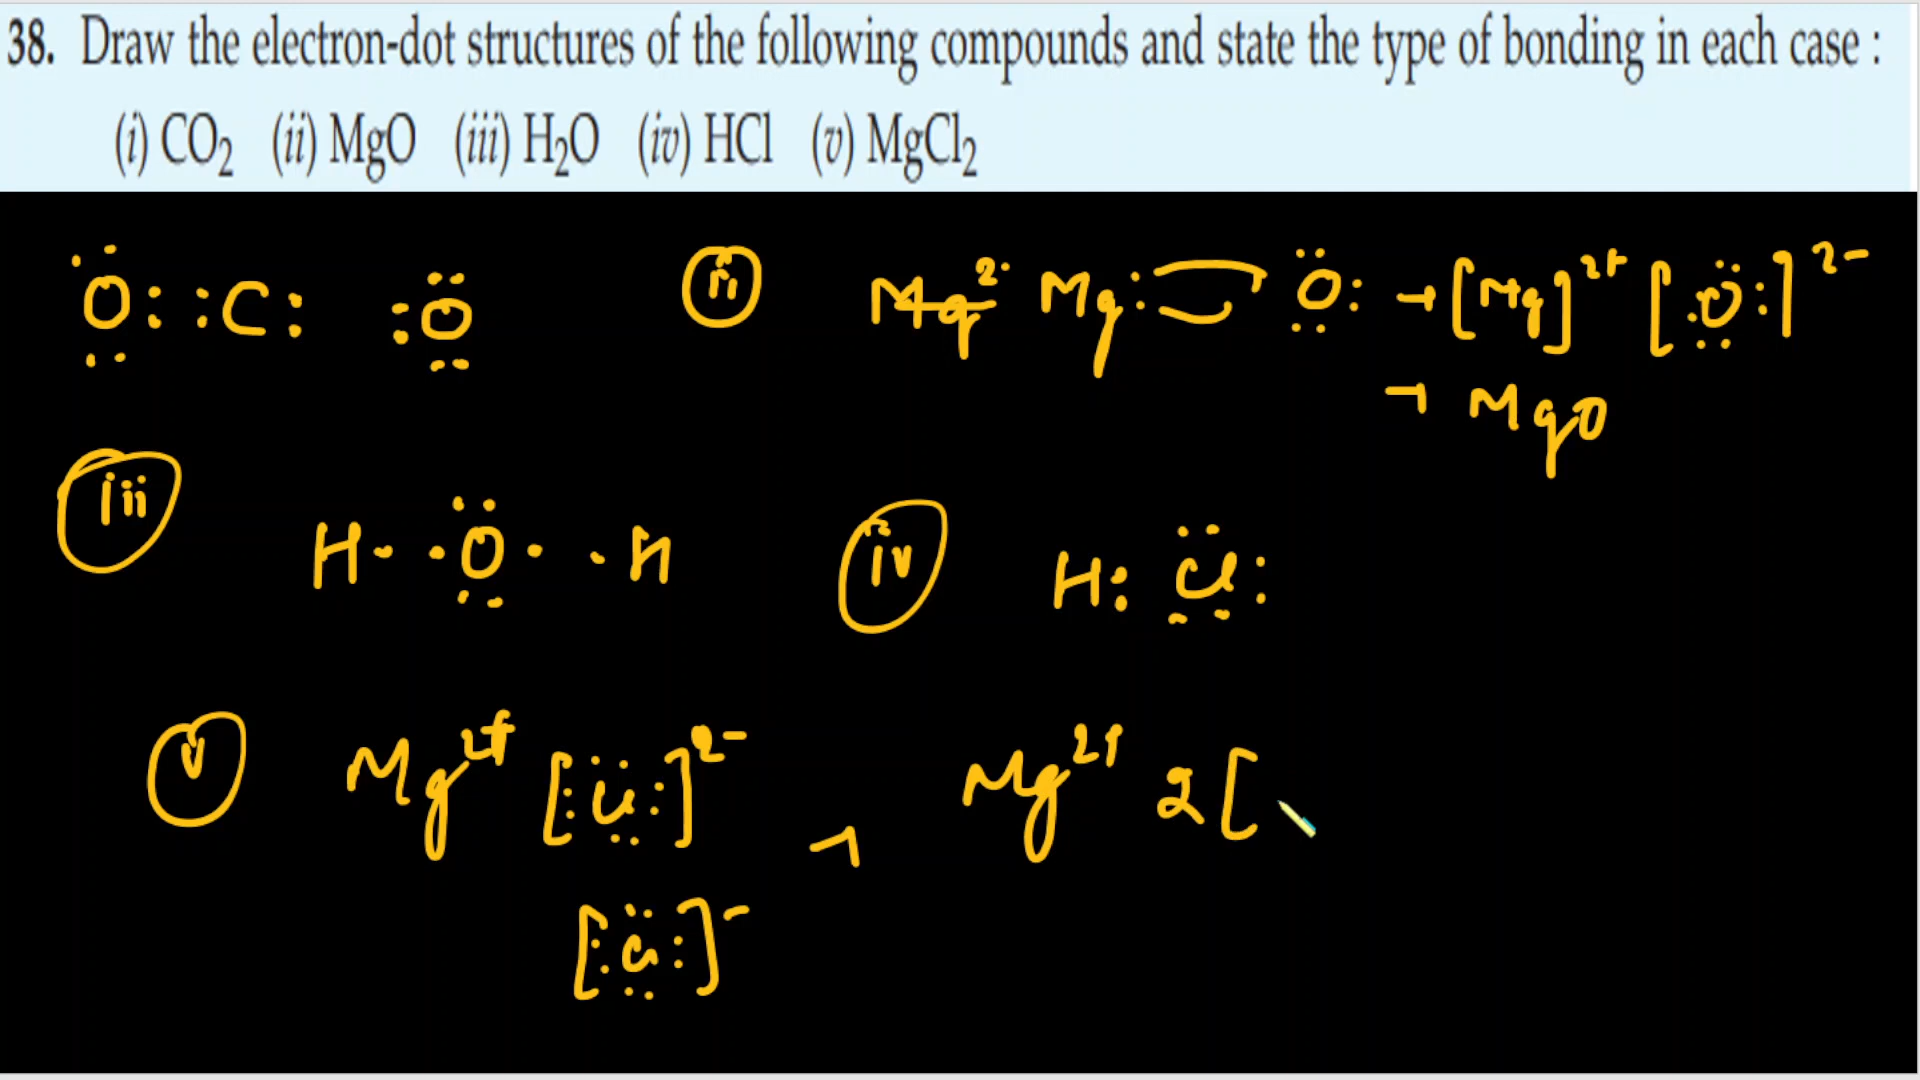 38. Draw the electron-dot structures of the following compounds and state the type of bonding in each case :
(i) CO₂ (ii) MgO (iii) H₂O (iv) HCl (v) MgCl₂
O: :C: :O
ii Mg Mg: O: → [Mg]²⁺ [:O:]²⁻
→ MgO
iii H· ·O· ·H
iv H: Cl:
v Mg²⁺ [:Cl:]²⁻ → Mg²⁺ 2[
[:Cl:]⁻